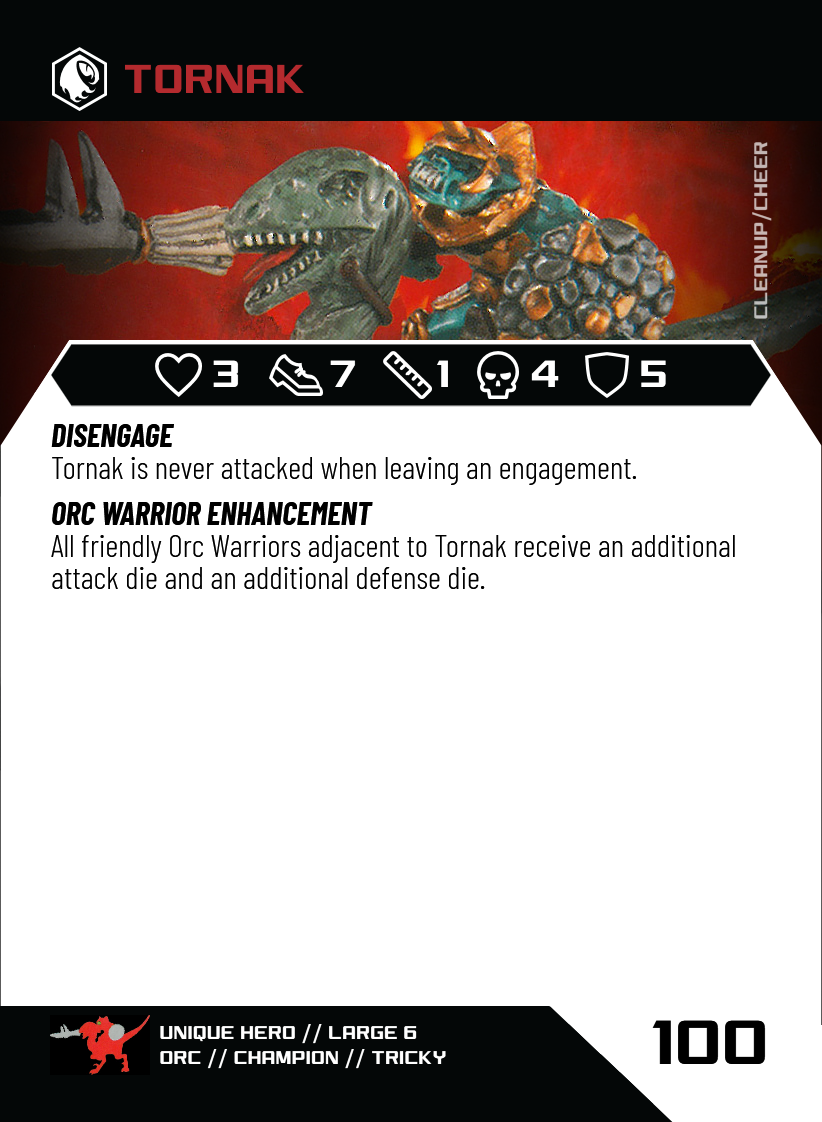 TORNAK
CLEANUP/CHEER
3 7 1 4 5
DISENGAGE
Tornak is never attacked when leaving an engagement.
ORC WARRIOR ENHANCEMENT
All friendly Orc Warriors adjacent to Tornak receive an additional
attack die and an additional defense die.
UNIQUE HERO // LARGE 6
ORC // CHAMPION // TRICKY
100